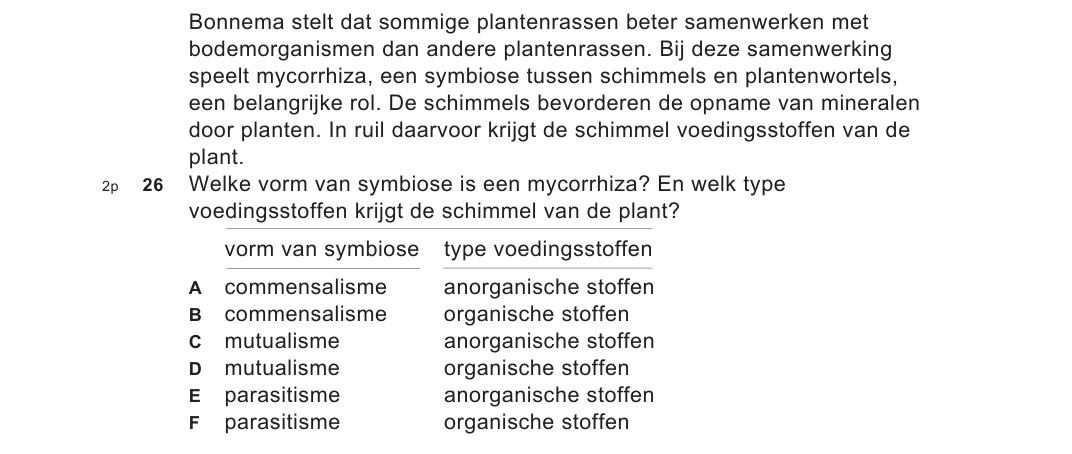 Bonnema stelt dat sommige plantenrassen beter samenwerken met
bodemorganismen dan andere plantenrassen. Bij deze samenwerking
speelt mycorrhiza, een symbiose tussen schimmels en plantenwortels,
een belangrijke rol. De schimmels bevorderen de opname van mineralen
door planten. In ruil daarvoor krijgt de schimmel voedingsstoffen van de
plant.
2p 26 Welke vorm van symbiose is een mycorrhiza? En welk type
voedingsstoffen krijgt de schimmel van de plant?
vorm van symbiose type voedingsstoffen
A commensalisme anorganische stoffen
B commensalisme organische stoffen
C mutualisme anorganische stoffen
D mutualisme organische stoffen
E parasitisme anorganische stoffen
F parasitisme organische stoffen